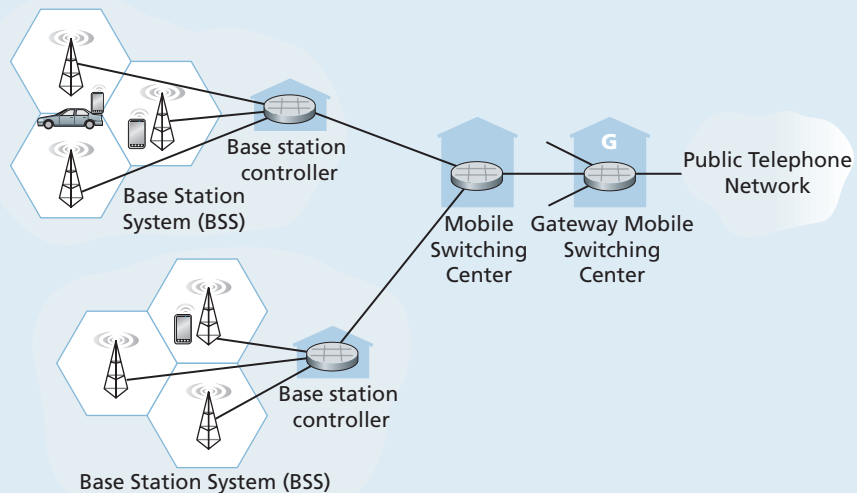 Base station
controller
Base Station
System (BSS)
G
Public Telephone
Network
Mobile
Switching
Center
Gateway Mobile
Switching
Center
Base station
controller
Base Station System (BSS)